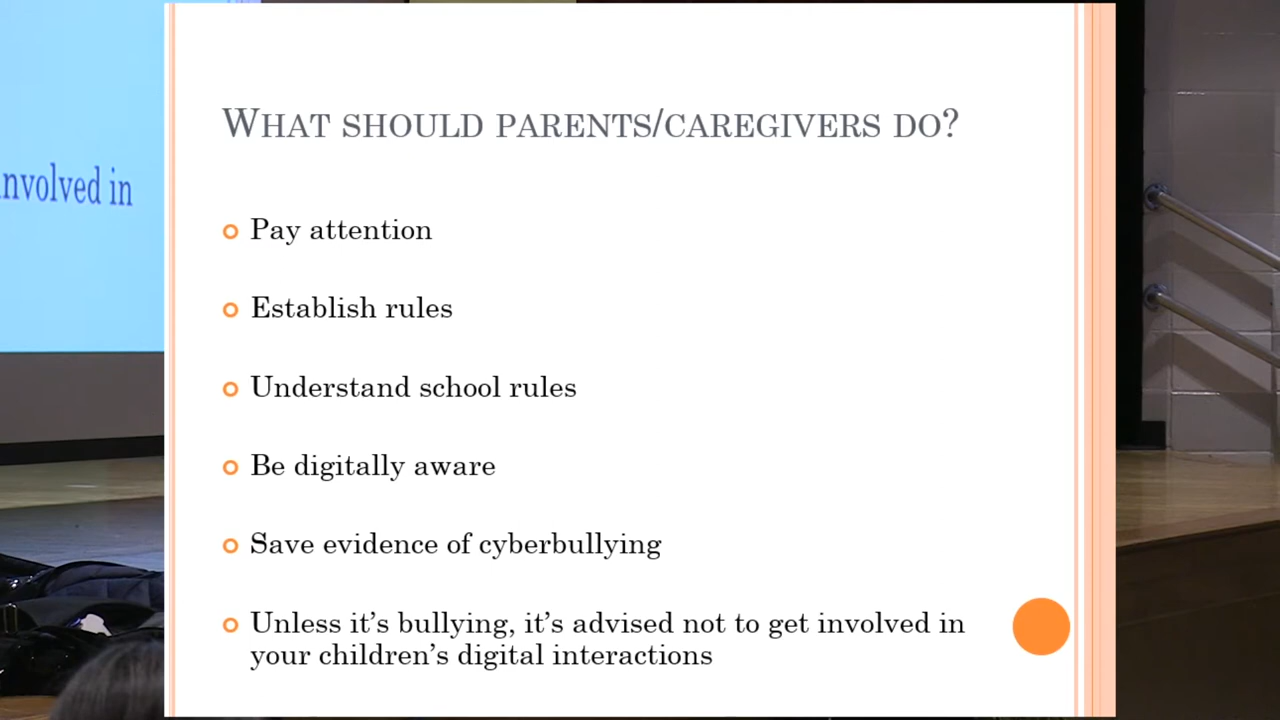 involved in
WHAT SHOULD PARENTS/CAREGIVERS DO?
Pay attention
Establish rules
Understand school rules
Be digitally aware
Save evidence of cyberbullying
Unless it’s bullying, it’s advised not to get involved in
your children’s digital interactions